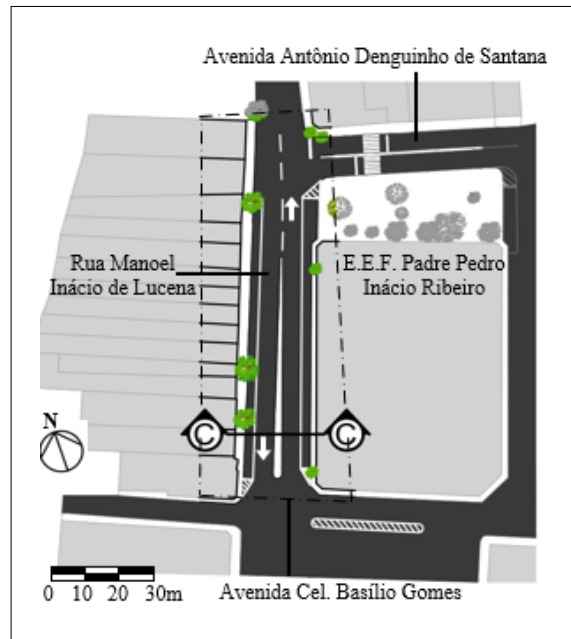 Avenida Antônio Denguinho de Santana
Rua Manoel
Inácio de Lucena
E.E.F. Padre Pedro
Inácio Ribeiro
N
C
C
0 10 20 30m
Avenida Cel. Basílio Gomes